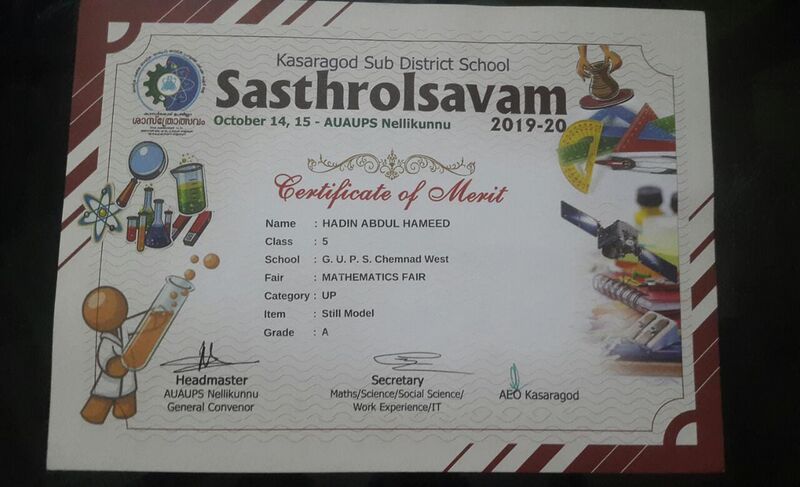 Kasaragod Sub District School
Sasthrolsavam
October 14, 15 - AUAUPS Nellikunnu 2019-20
ശാസ്ത്രോത്സവം
Certificate of Merit
Name : HADIN ABDUL HAMEED
Class : 5
School : G. U. P. S. Chemnad West
Fair : MATHEMATICS FAIR
Category : UP
Item : Still Model
Grade : A
Headmaster
AUAUPS Nellikunnu
General Convenor
Secretary
Maths/Science/Social Science/
Work Experience/IT
AEO Kasaragod